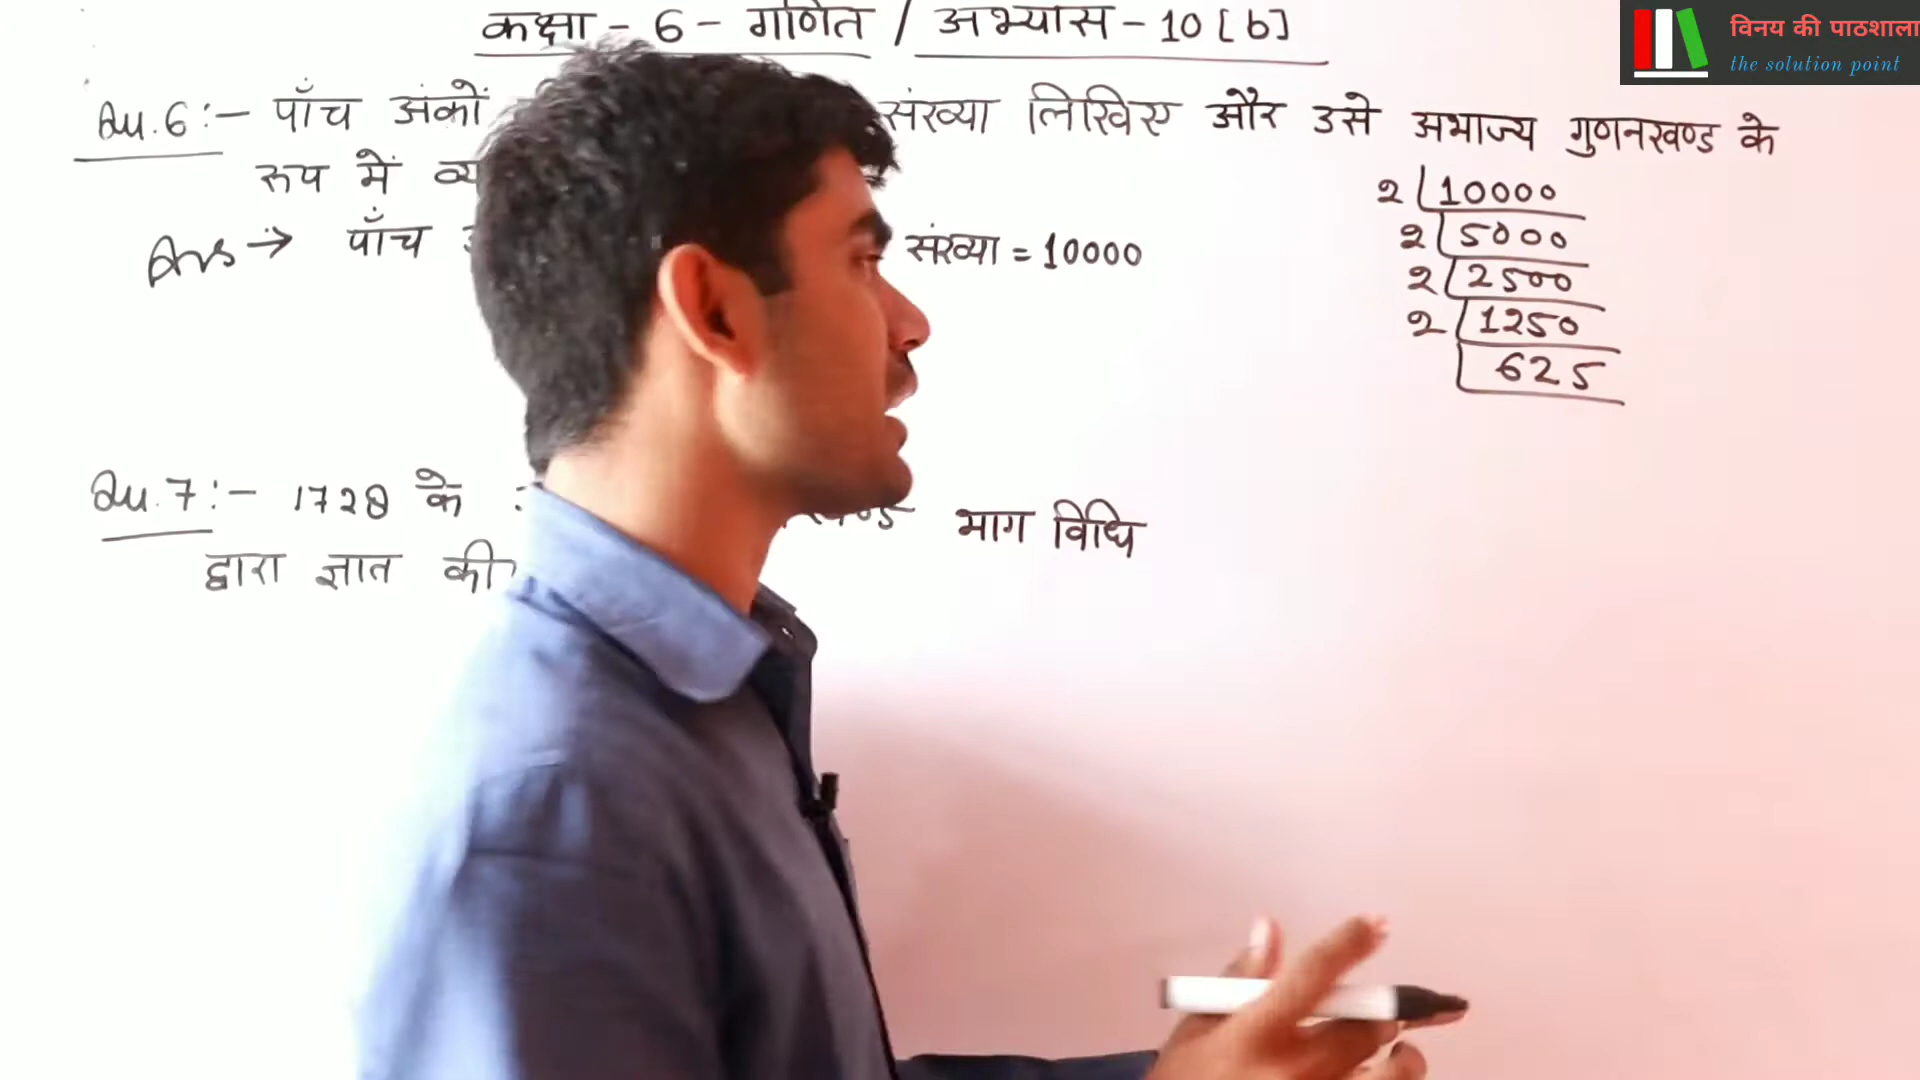 कक्षा - 6 - गणित / अभ्यास - 10 [b]
विनय की पाठशाला
the solution point
Qu. 6 :- पाँच अंकों संख्या लिखिए और उसे अभाज्य गुणनखण्ड के
रूप में
Ans → पाँच संख्या = 10000
2 | 10000
2 | 5000
2 | 2500
2 | 1250
625
Qu. 7 :- 1728 के भाग विधि
द्वारा ज्ञात